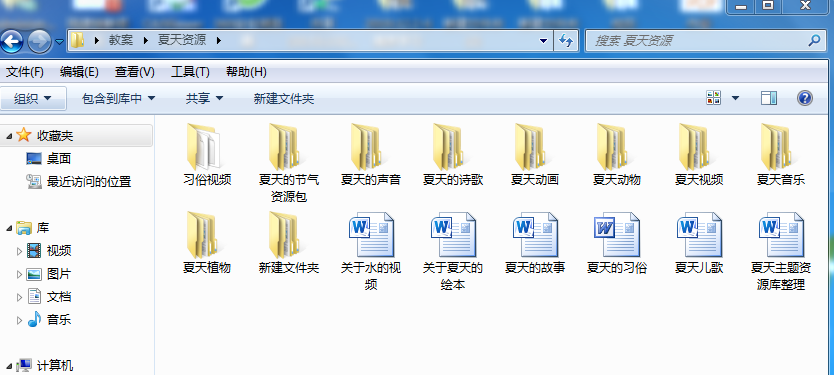 教案 夏天资源 搜索 夏天资源
文件(F) 编辑(E) 查看(V) 工具(T) 帮助(H)
组织 包含到库中 共享 新建文件夹
收藏夹
桌面
最近访问的位置
库
视频
图片
文档
音乐
计算机
习俗视频 夏天的节气 夏天的声音 夏天的诗歌 夏天动画 夏天动物 夏天视频 夏天音乐
资源包
夏天植物 新建文件夹 关于水的视 关于夏天的 夏天的故事 夏天的习俗 夏天儿歌 夏天主题资
频 绘本 源库整理